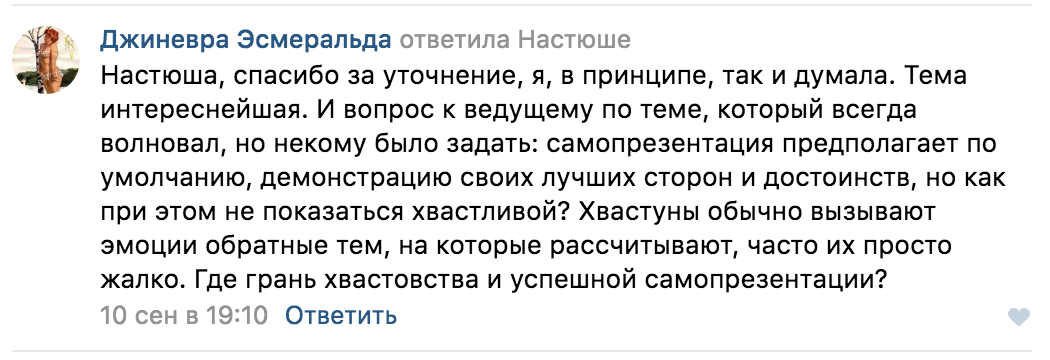 Джиневра Эсмеральда ответила Настюше
Настюша, спасибо за уточнение, я, в принципе, так и думала. Тема
интереснейшая. И вопрос к ведущему по теме, который всегда
волновал, но некому было задать: самопрезентация предполагает по
умолчанию, демонстрацию своих лучших сторон и достоинств, но как
при этом не показаться хвастливой? Хвастуны обычно вызывают
эмоции обратные тем, на которые рассчитывают, часто их просто
жалко. Где грань хвастовства и успешной самопрезентации?
10 сен в 19:10 Ответить